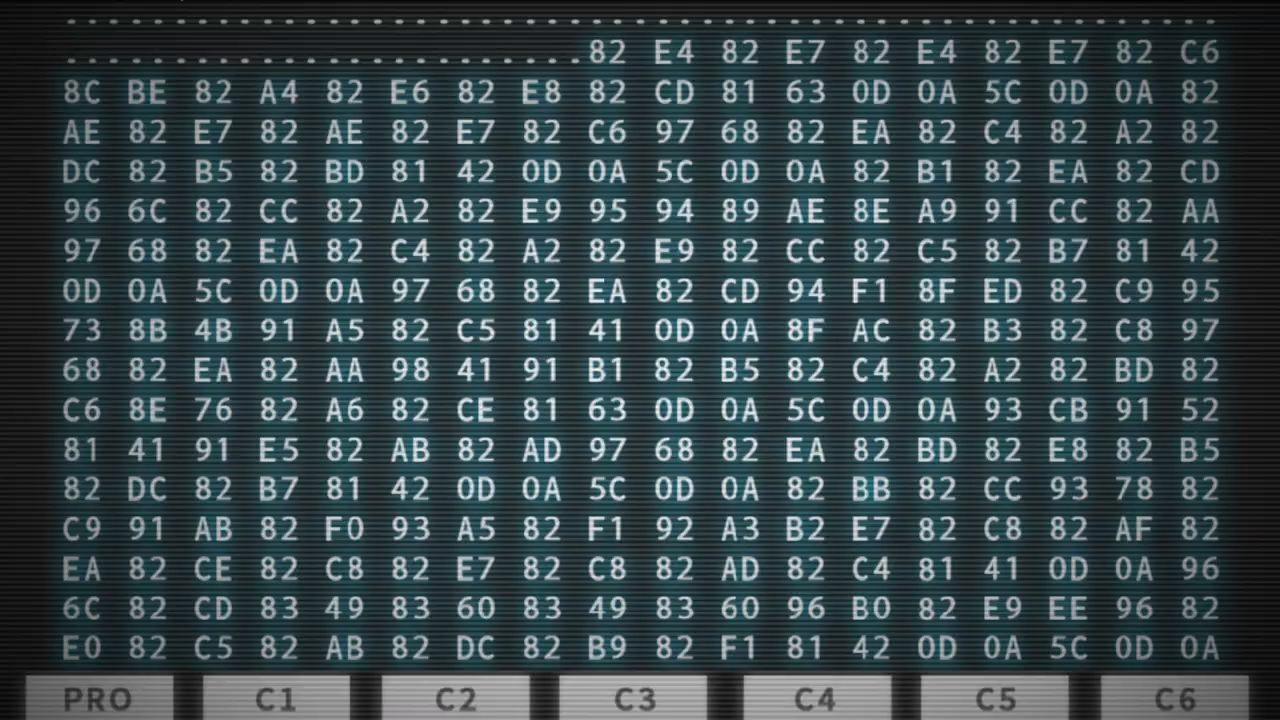 82 E4 82 E7 82 E4 82 E7 82 C6
8C BE 82 A4 82 E6 82 E8 82 CD 81 63 0D 0A 5C 0D 0A 82
AE 82 E7 82 AE 82 E7 82 C6 97 68 82 EA 82 C4 82 A2 82
DC 82 B5 82 BD 81 42 0D 0A 5C 0D 0A 82 B1 82 EA 82 CD
96 6C 82 CC 82 A2 82 E9 95 94 89 AE 8E A9 91 CC 82 AA
97 68 82 EA 82 C4 82 A2 82 E9 82 CC 82 C5 82 B7 81 42
0D 0A 5C 0D 0A 97 68 82 EA 82 CD 94 F1 8F ED 82 C9 95
73 8B 4B 91 A5 82 C5 81 41 0D 0A 8F AC 82 B3 82 C8 97
68 82 EA 82 AA 98 41 91 B1 82 B5 82 C4 82 A2 82 BD 82
C6 8E 76 82 A6 82 CE 81 63 0D 0A 5C 0D 0A 93 CB 91 52
81 41 91 E5 82 AB 82 AD 97 68 82 EA 82 BD 82 E8 82 B5
82 DC 82 B7 81 42 0D 0A 5C 0D 0A 82 BB 82 CC 93 78 82
C9 91 AB 82 F0 93 A5 82 F1 92 A3 B2 E7 82 C8 82 AF 82
EA 82 CE 82 C8 82 E7 82 C8 82 AD 82 C4 81 41 0D 0A 96
6C 82 CD 83 49 83 60 83 49 83 60 96 B0 82 E9 EE 96 82
E0 82 C5 82 AB 82 DC 82 B9 82 F1 81 42 0D 0A 5C 0D 0A
PRO C1 C2 C3 C4 C5 C6